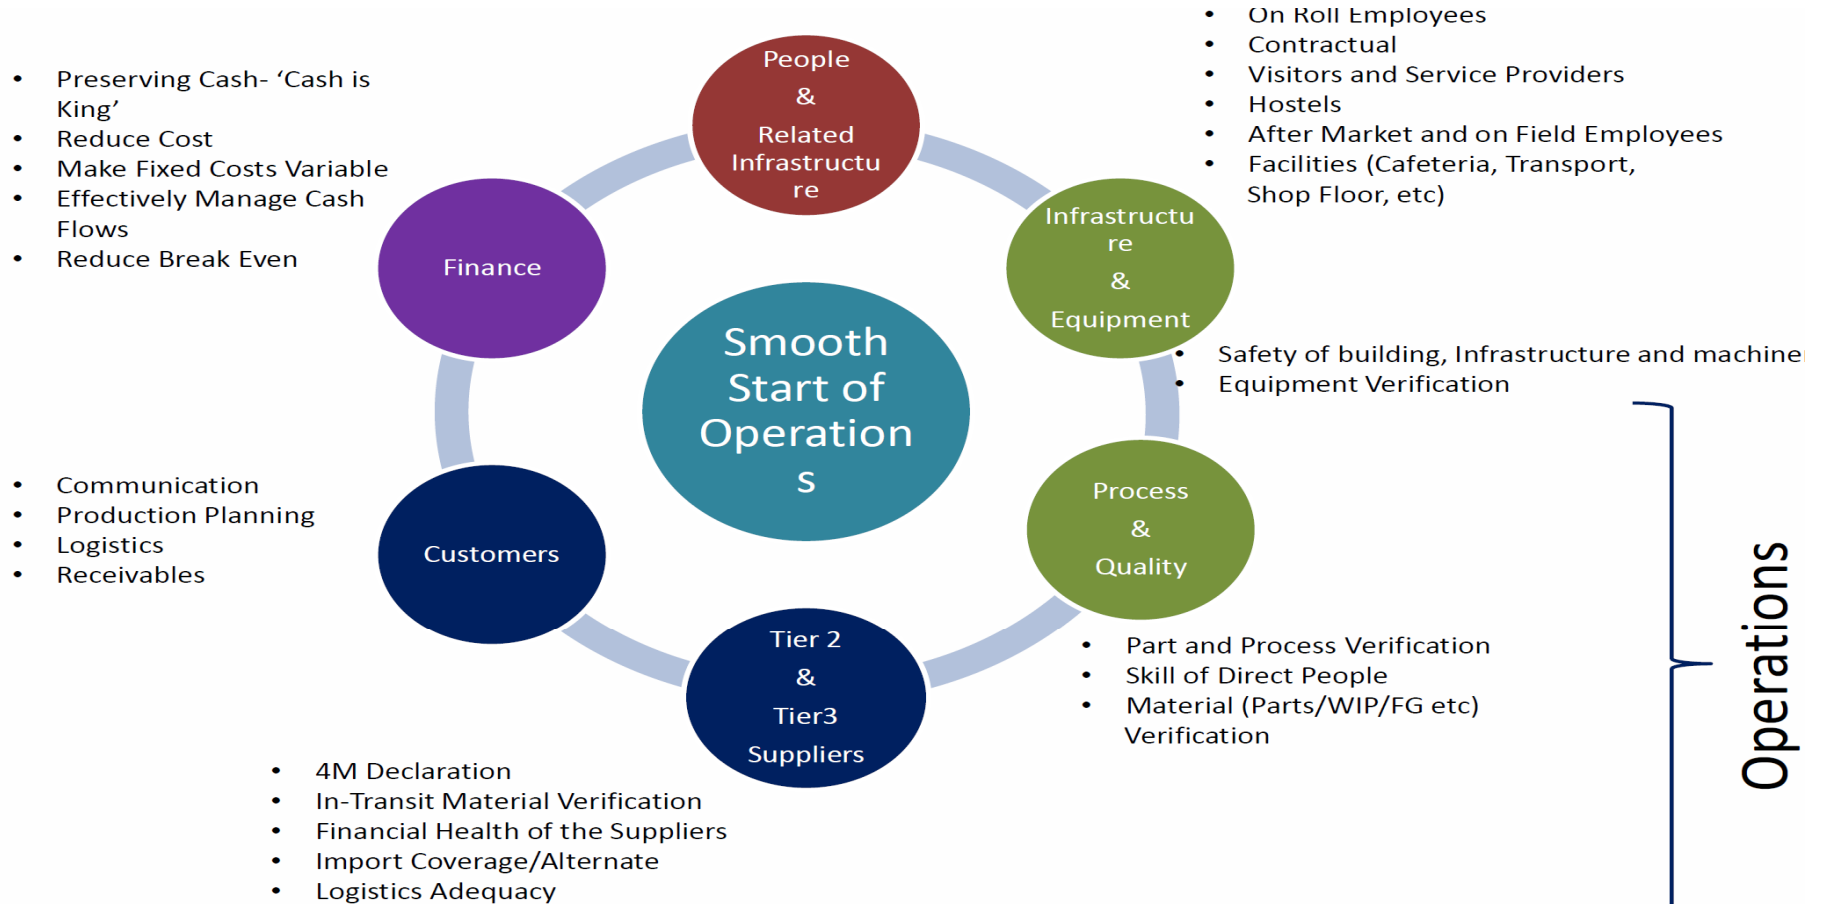 • On Roll Employees
• Contractual
• Visitors and Service Providers
• Hostels
• After Market and on Field Employees
• Facilities (Cafeteria, Transport,
Shop Floor, etc)
• Preserving Cash- ‘Cash is
King’
• Reduce Cost
• Make Fixed Costs Variable
• Effectively Manage Cash
Flows
• Reduce Break Even
People
&
Related
Infrastructu
re
Infrastructu
re
&
Equipment
Finance
Smooth
Start of
Operation
s
• Safety of building, Infrastructure and machine
• Equipment Verification
Process
&
Quality
• Communication
• Production Planning
• Logistics
• Receivables
Customers
Tier 2
&
Tier3
Suppliers
• Part and Process Verification
• Skill of Direct People
• Material (Parts/WIP/FG etc)
Verification
• 4M Declaration
• In-Transit Material Verification
• Financial Health of the Suppliers
• Import Coverage/Alternate
• Logistics Adequacy
Operations